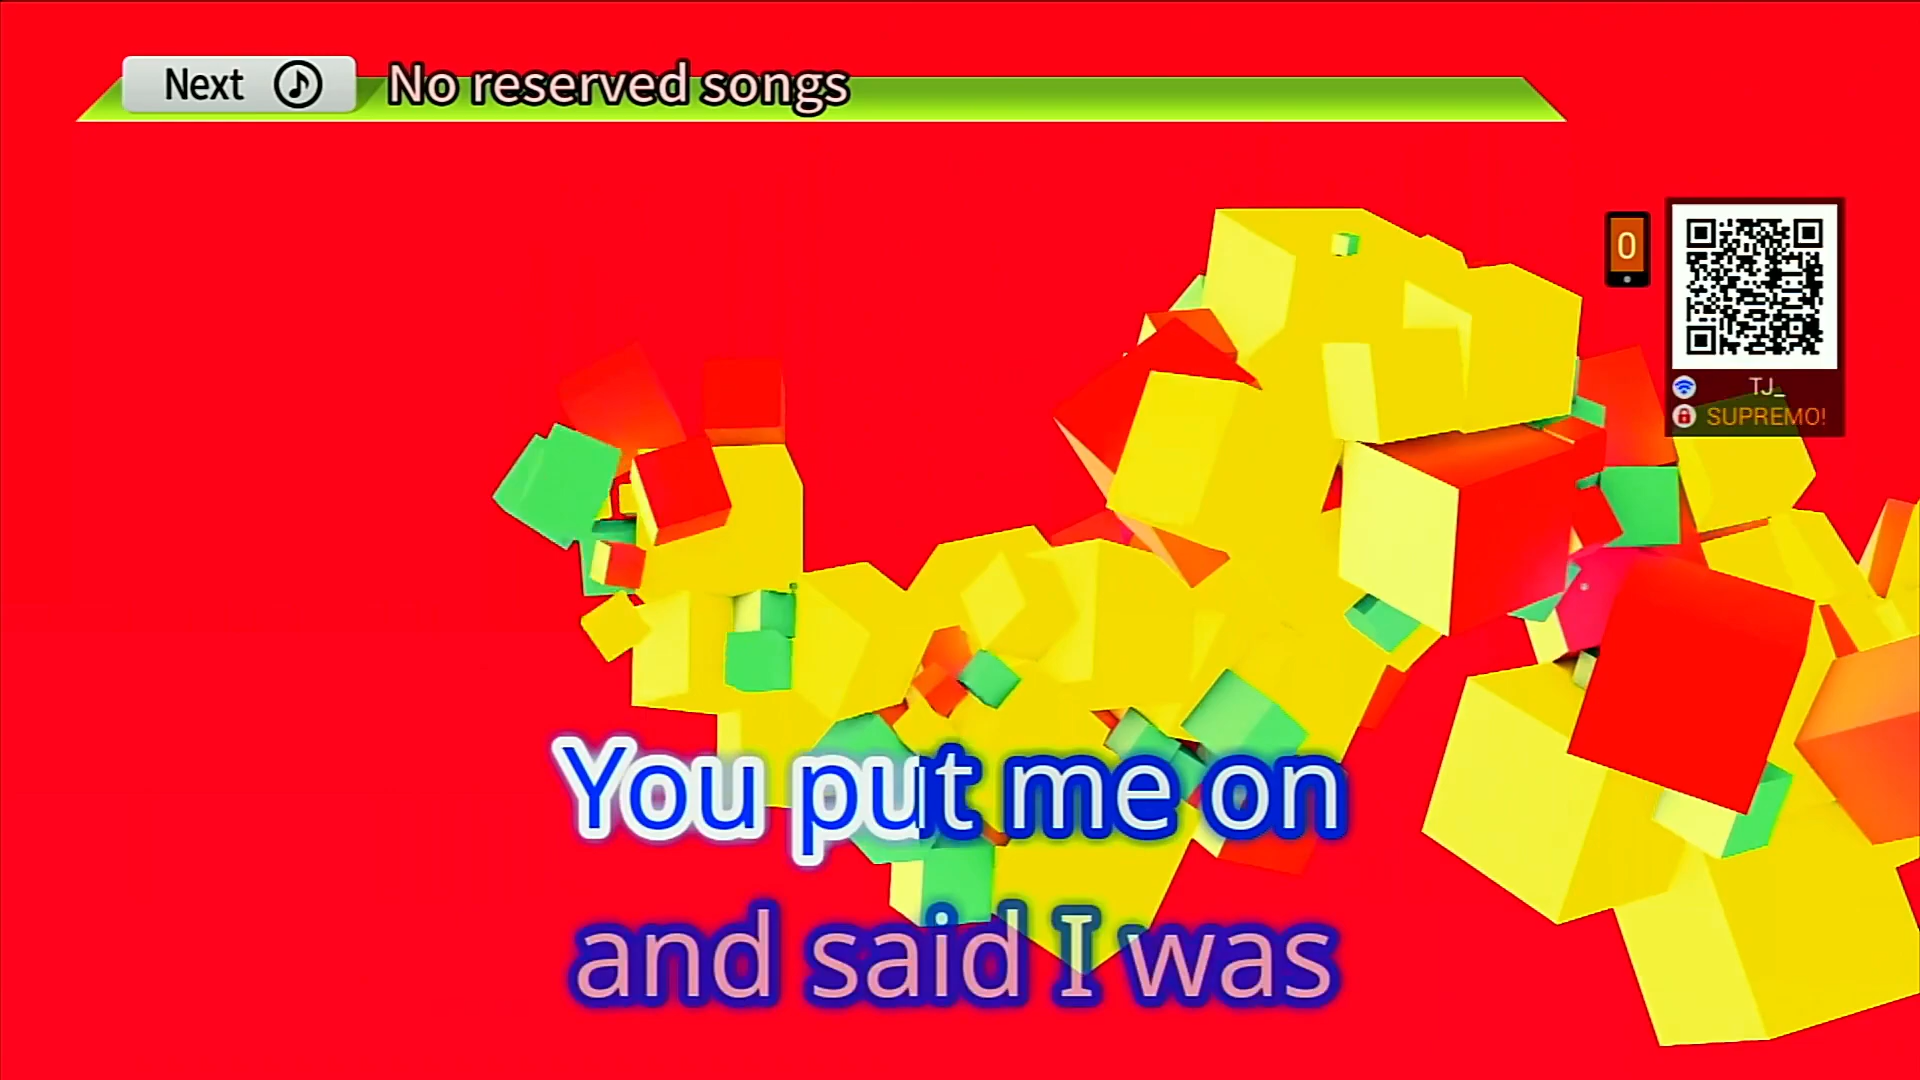 Next No reserved songs
0
TJ_
SUPREMO!
You put me on
and said I was